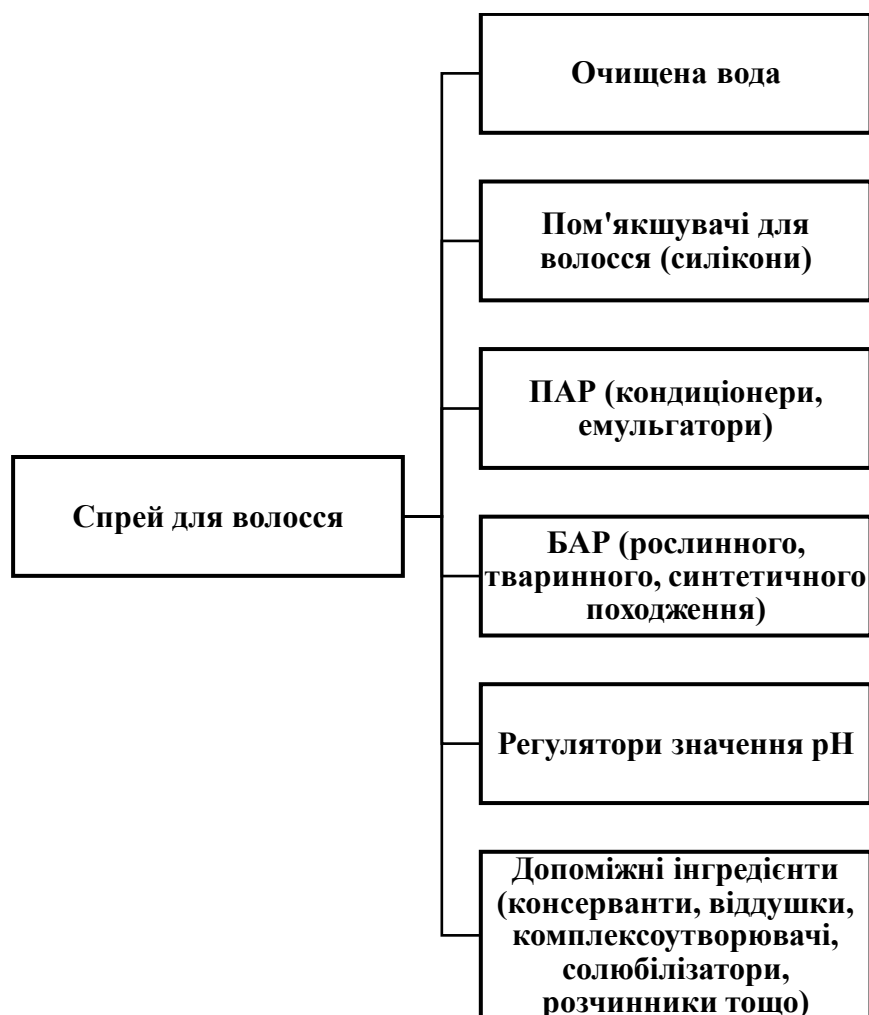 Очищена вода
Пом'якшувачі для
волосся (силікони)
ПАР (кондиціонери,
емульгатори)
Спрей для волосся
БАР (рослинного,
тваринного, синтетичного
походження)
Регулятори значення рН
Допоміжні інгредієнти
(консерванти, віддушки,
комплексоутворювачі,
солюбілізатори,
розчинники тощо)